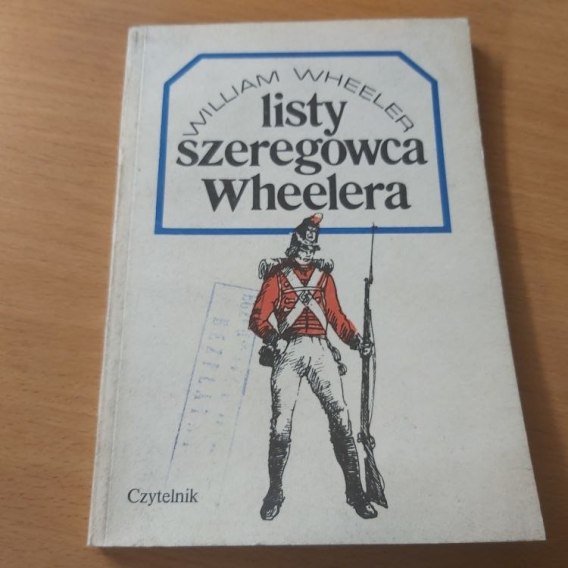 WILLIAM WHEELER
listy
szeregowca
Wheelera
Czytelnik